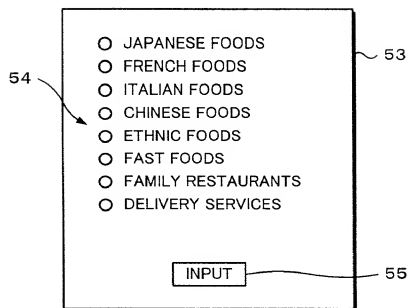 JAPANESE FOODS
53
FRENCH FOODS
54
ITALIAN FOODS
CHINESE FOODS
ETHNIC FOODS
FAST FOODS
FAMILY RESTAURANTS
DELIVERY SERVICES
INPUT
55